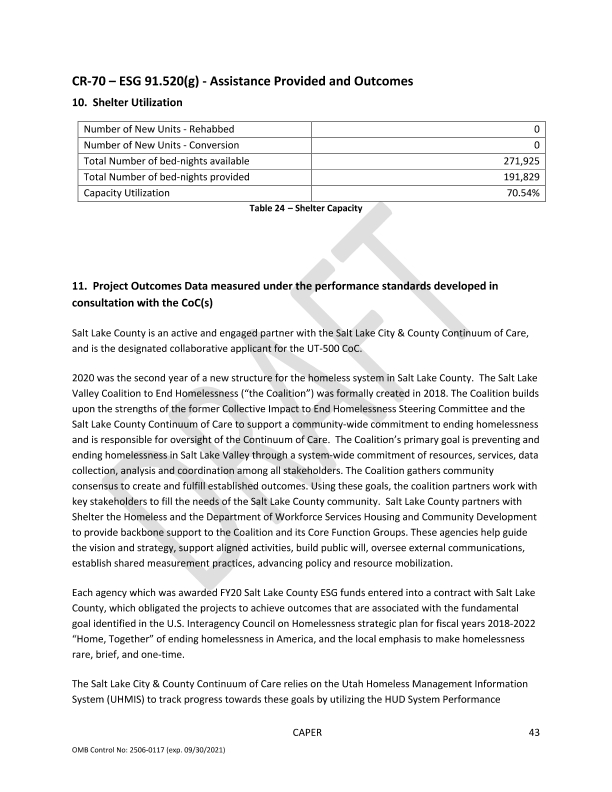 CR-70 – ESG 91.520(g) - Assistance Provided and Outcomes
10. Shelter Utilization
Number of New Units - Rehabbed 0
Number of New Units - Conversion 0
Total Number of bed-nights available 271,925
Total Number of bed-nights provided 191,829
Capacity Utilization 70.54%
Table 24 – Shelter Capacity
11. Project Outcomes Data measured under the performance standards developed in
consultation with the CoC(s)
Salt Lake County is an active and engaged partner with the Salt Lake City & County Continuum of Care,
and is the designated collaborative applicant for the UT-500 CoC.
2020 was the second year of a new structure for the homeless system in Salt Lake County. The Salt Lake
Valley Coalition to End Homelessness (“the Coalition”) was formally created in 2018. The Coalition builds
upon the strengths of the former Collective Impact to End Homelessness Steering Committee and the
Salt Lake County Continuum of Care to support a community-wide commitment to ending homelessness
and is responsible for oversight of the Continuum of Care. The Coalition’s primary goal is preventing and
ending homelessness in Salt Lake Valley through a system-wide commitment of resources, services, data
collection, analysis and coordination among all stakeholders. The Coalition gathers community
consensus to create and fulfill established outcomes. Using these goals, the coalition partners work with
key stakeholders to fill the needs of the Salt Lake County community. Salt Lake County partners with
Shelter the Homeless and the Department of Workforce Services Housing and Community Development
to provide backbone support to the Coalition and its Core Function Groups. These agencies help guide
the vision and strategy, support aligned activities, build public will, oversee external communications,
establish shared measurement practices, advancing policy and resource mobilization.
Each agency which was awarded FY20 Salt Lake County ESG funds entered into a contract with Salt Lake
County, which obligated the projects to achieve outcomes that are associated with the fundamental
goal identified in the U.S. Interagency Council on Homelessness strategic plan for fiscal years 2018-2022
“Home, Together” of ending homelessness in America, and the local emphasis to make homelessness
rare, brief, and one-time.
The Salt Lake City & County Continuum of Care relies on the Utah Homeless Management Information
System (UHMIS) to track progress towards these goals by utilizing the HUD System Performance
CAPER 43
OMB Control No: 2506-0117 (exp. 09/30/2021)
DRAFT